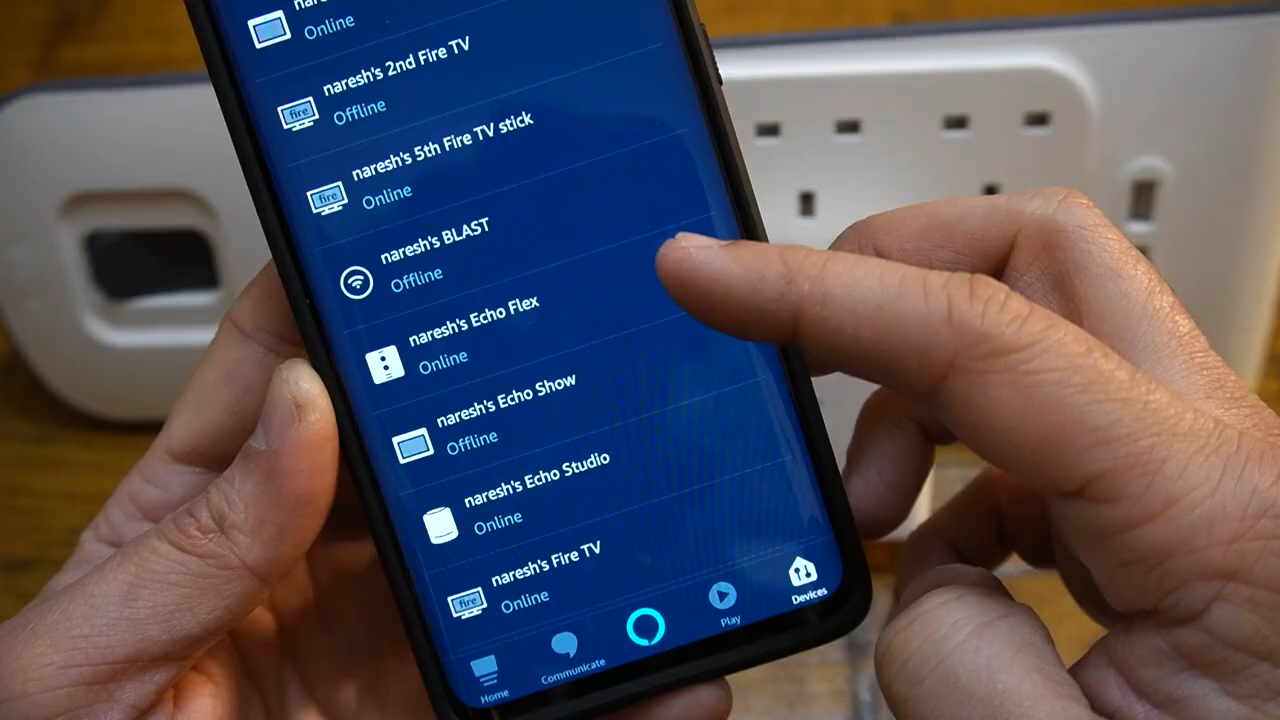 Online
naresh's 2nd Fire TV
fire
Offline
naresh's 5th Fire TV stick
fire
Online
naresh's BLAST
Offline
naresh's Echo Flex
Online
naresh's Echo Show
Offline
naresh's Echo Studio
Online
naresh's Fire TV
fire
Online
Home
Communicate
Play
Devices